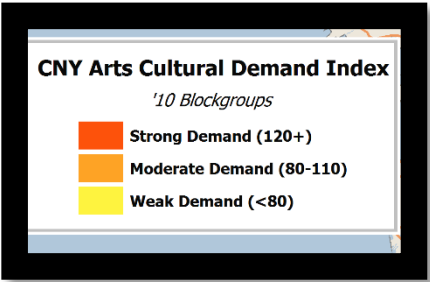 CNY Arts Cultural Demand Index
'10 Blockgroups
Strong Demand (120+)
Moderate Demand (80-110)
Weak Demand (<80)